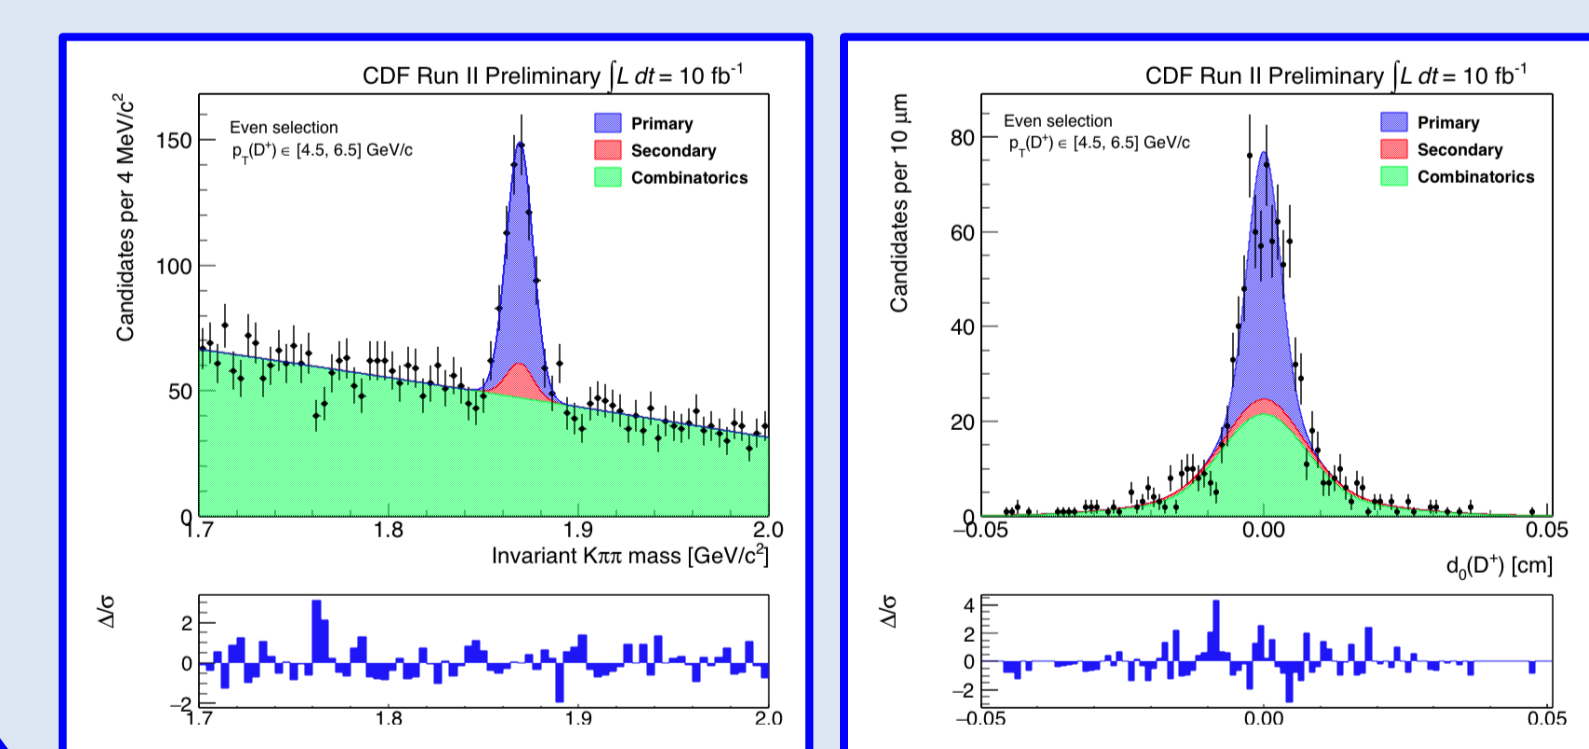 CDF Run II Preliminary ∫L dt = 10 fb⁻¹
Candidates per 4 MeV/c²
Even selection
p_T(D⁺) ∈ [4.5, 6.5] GeV/c
Primary
Secondary
Combinatorics
150
100
50
0
1.7 1.8 1.9 2.0
Invariant Kππ mass [GeV/c²]
Δ/σ
2
0
−2
1.7 1.8 1.9 2.0
CDF Run II Preliminary ∫L dt = 10 fb⁻¹
Candidates per 10 μm
Even selection
p_T(D⁺) ∈ [4.5, 6.5] GeV/c
Primary
Secondary
Combinatorics
80
60
40
20
0
−0.05 0.00 0.05
d₀(D⁺) [cm]
Δ/σ
4
2
0
−2
−0.05 0.00 0.05